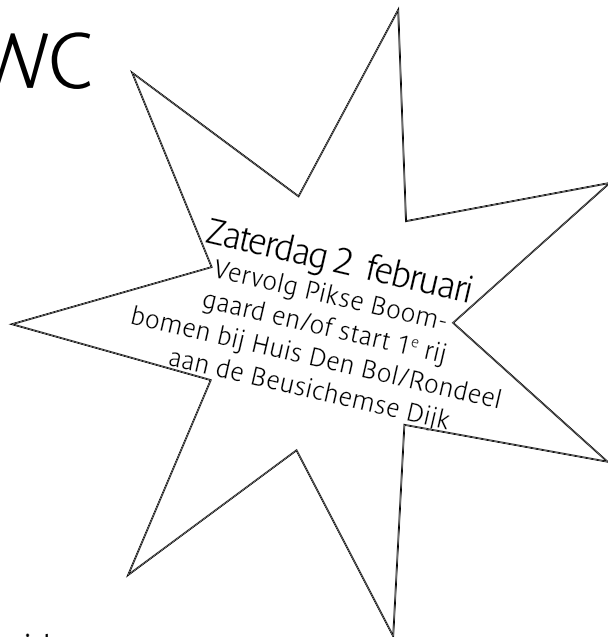 WC
Zaterdag 2 februari
Vervolg Pikse Boom-
gaard en/of start 1e rij
bomen bij Huis Den Bol/Rondeel
aan de Beusichemse Dijk